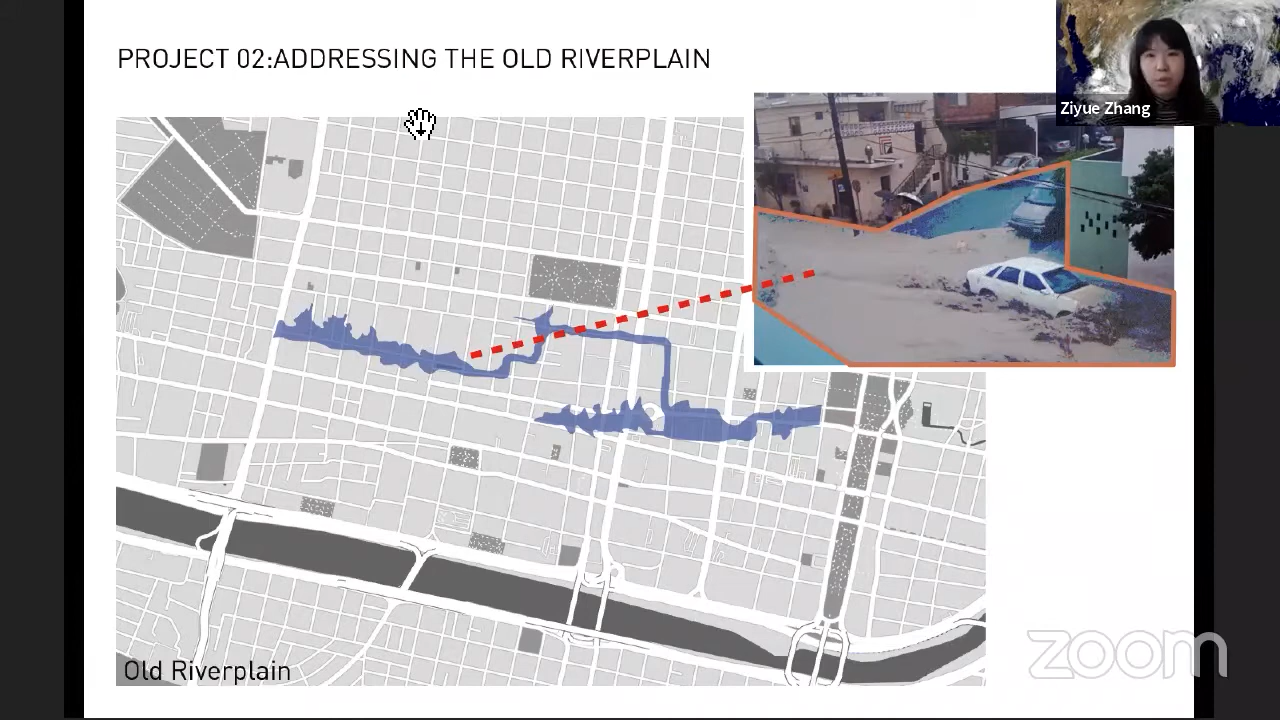 PROJECT 02:ADDRESSING THE OLD RIVERPLAIN
Ziyue Zhang
Old Riverplain
zoom